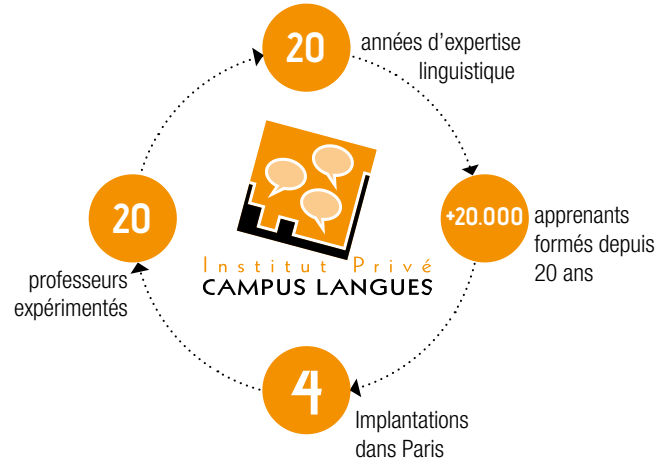 20
années d'expertise
linguistique
+20.000
apprenants
formés depuis
20 ans
4
Implantations
dans Paris
20
professeurs
expérimentés
Institut Privé
CAMPUS LANGUES